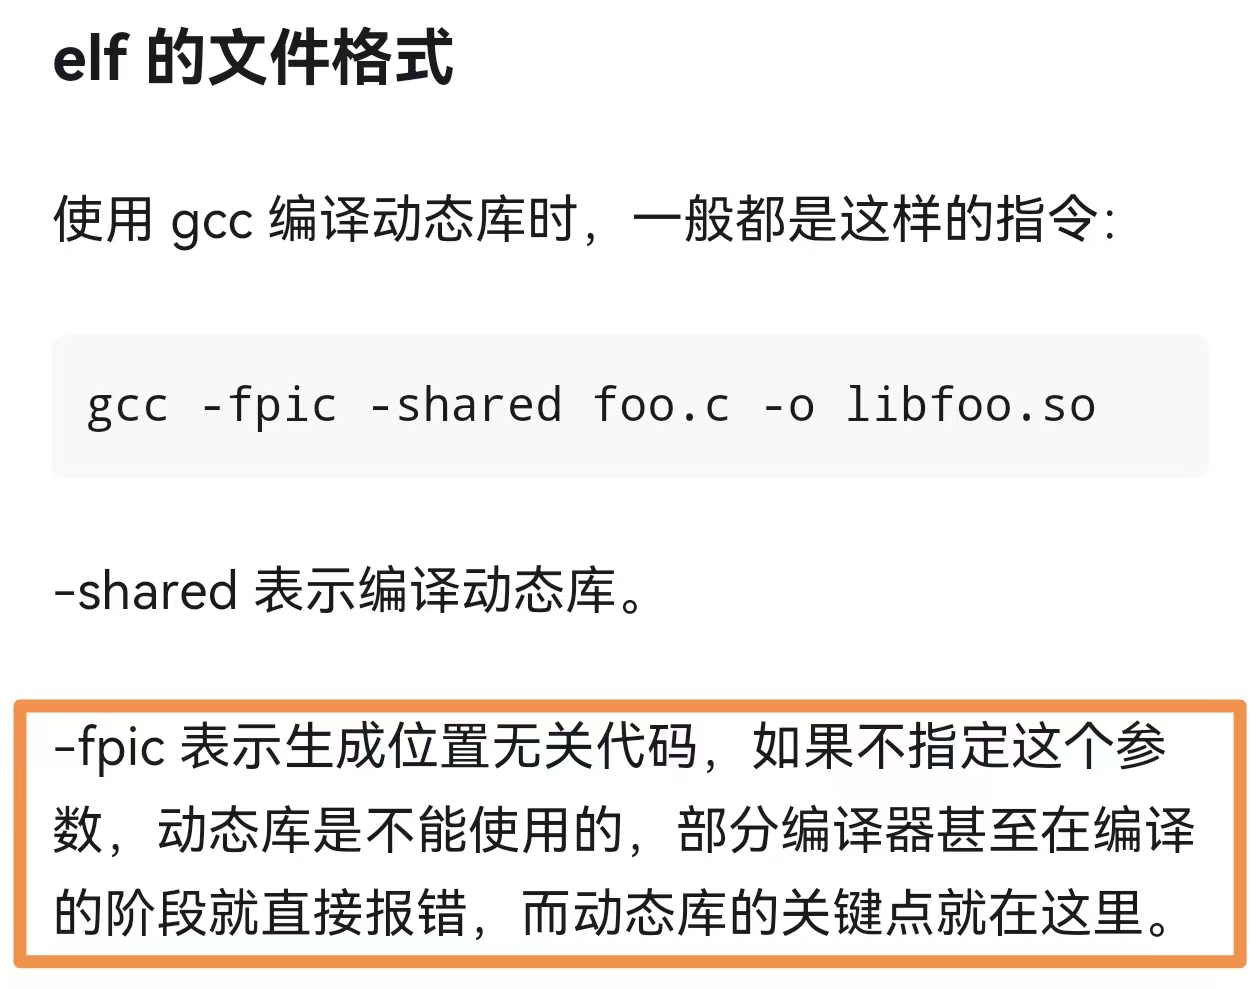 elf 的文件格式
使用 gcc 编译动态库时，一般都是这样的指令：
gcc -fpic -shared foo.c -o libfoo.so
-shared 表示编译动态库。
-fpic 表示生成位置无关代码，如果不指定这个参
数，动态库是不能使用的，部分编译器甚至在编译
的阶段就直接报错，而动态库的关键点就在这里。